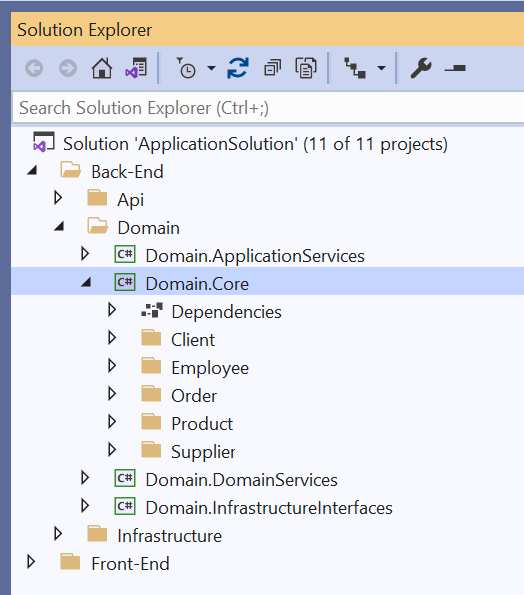 Solution Explorer
Search Solution Explorer (Ctrl+;)
Solution 'ApplicationSolution' (11 of 11 projects)
Back-End
Api
Domain
C# Domain.ApplicationServices
C# Domain.Core
Dependencies
Client
Employee
Order
Product
Supplier
C# Domain.DomainServices
C# Domain.InfrastructureInterfaces
Infrastructure
Front-End